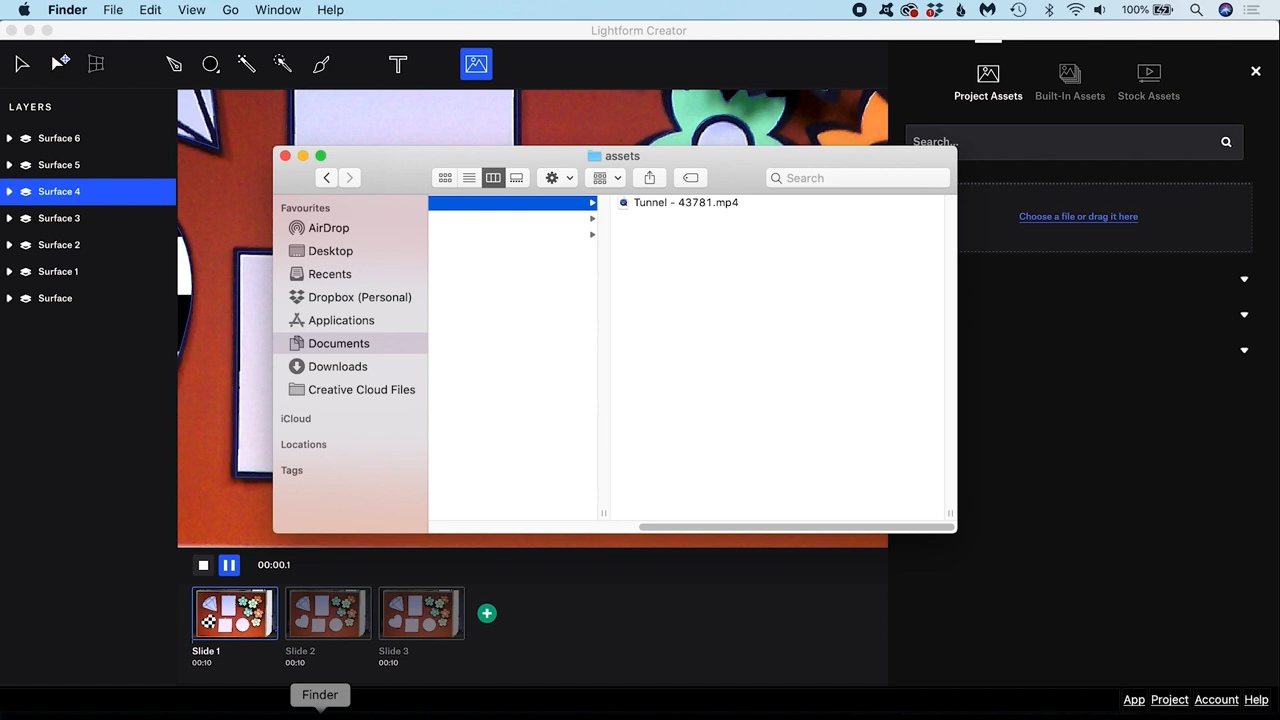 Finder File Edit View Go Window Help
100%
Lightform Creator
LAYERS
Surface 6
Surface 5
Surface 4
Surface 3
Surface 2
Surface 1
Surface
T
Project Assets Built-In Assets Stock Assets
Search...
Choose a file or drag it here
assets
Search
Favourites
AirDrop
Desktop
Recents
Dropbox (Personal)
Applications
Documents
Downloads
Creative Cloud Files
iCloud
Locations
Tags
Tunnel - 43781.mp4
00:00.1
Slide 1
00:10
Slide 2
00:10
Slide 3
00:10
Finder
App Project Account Help